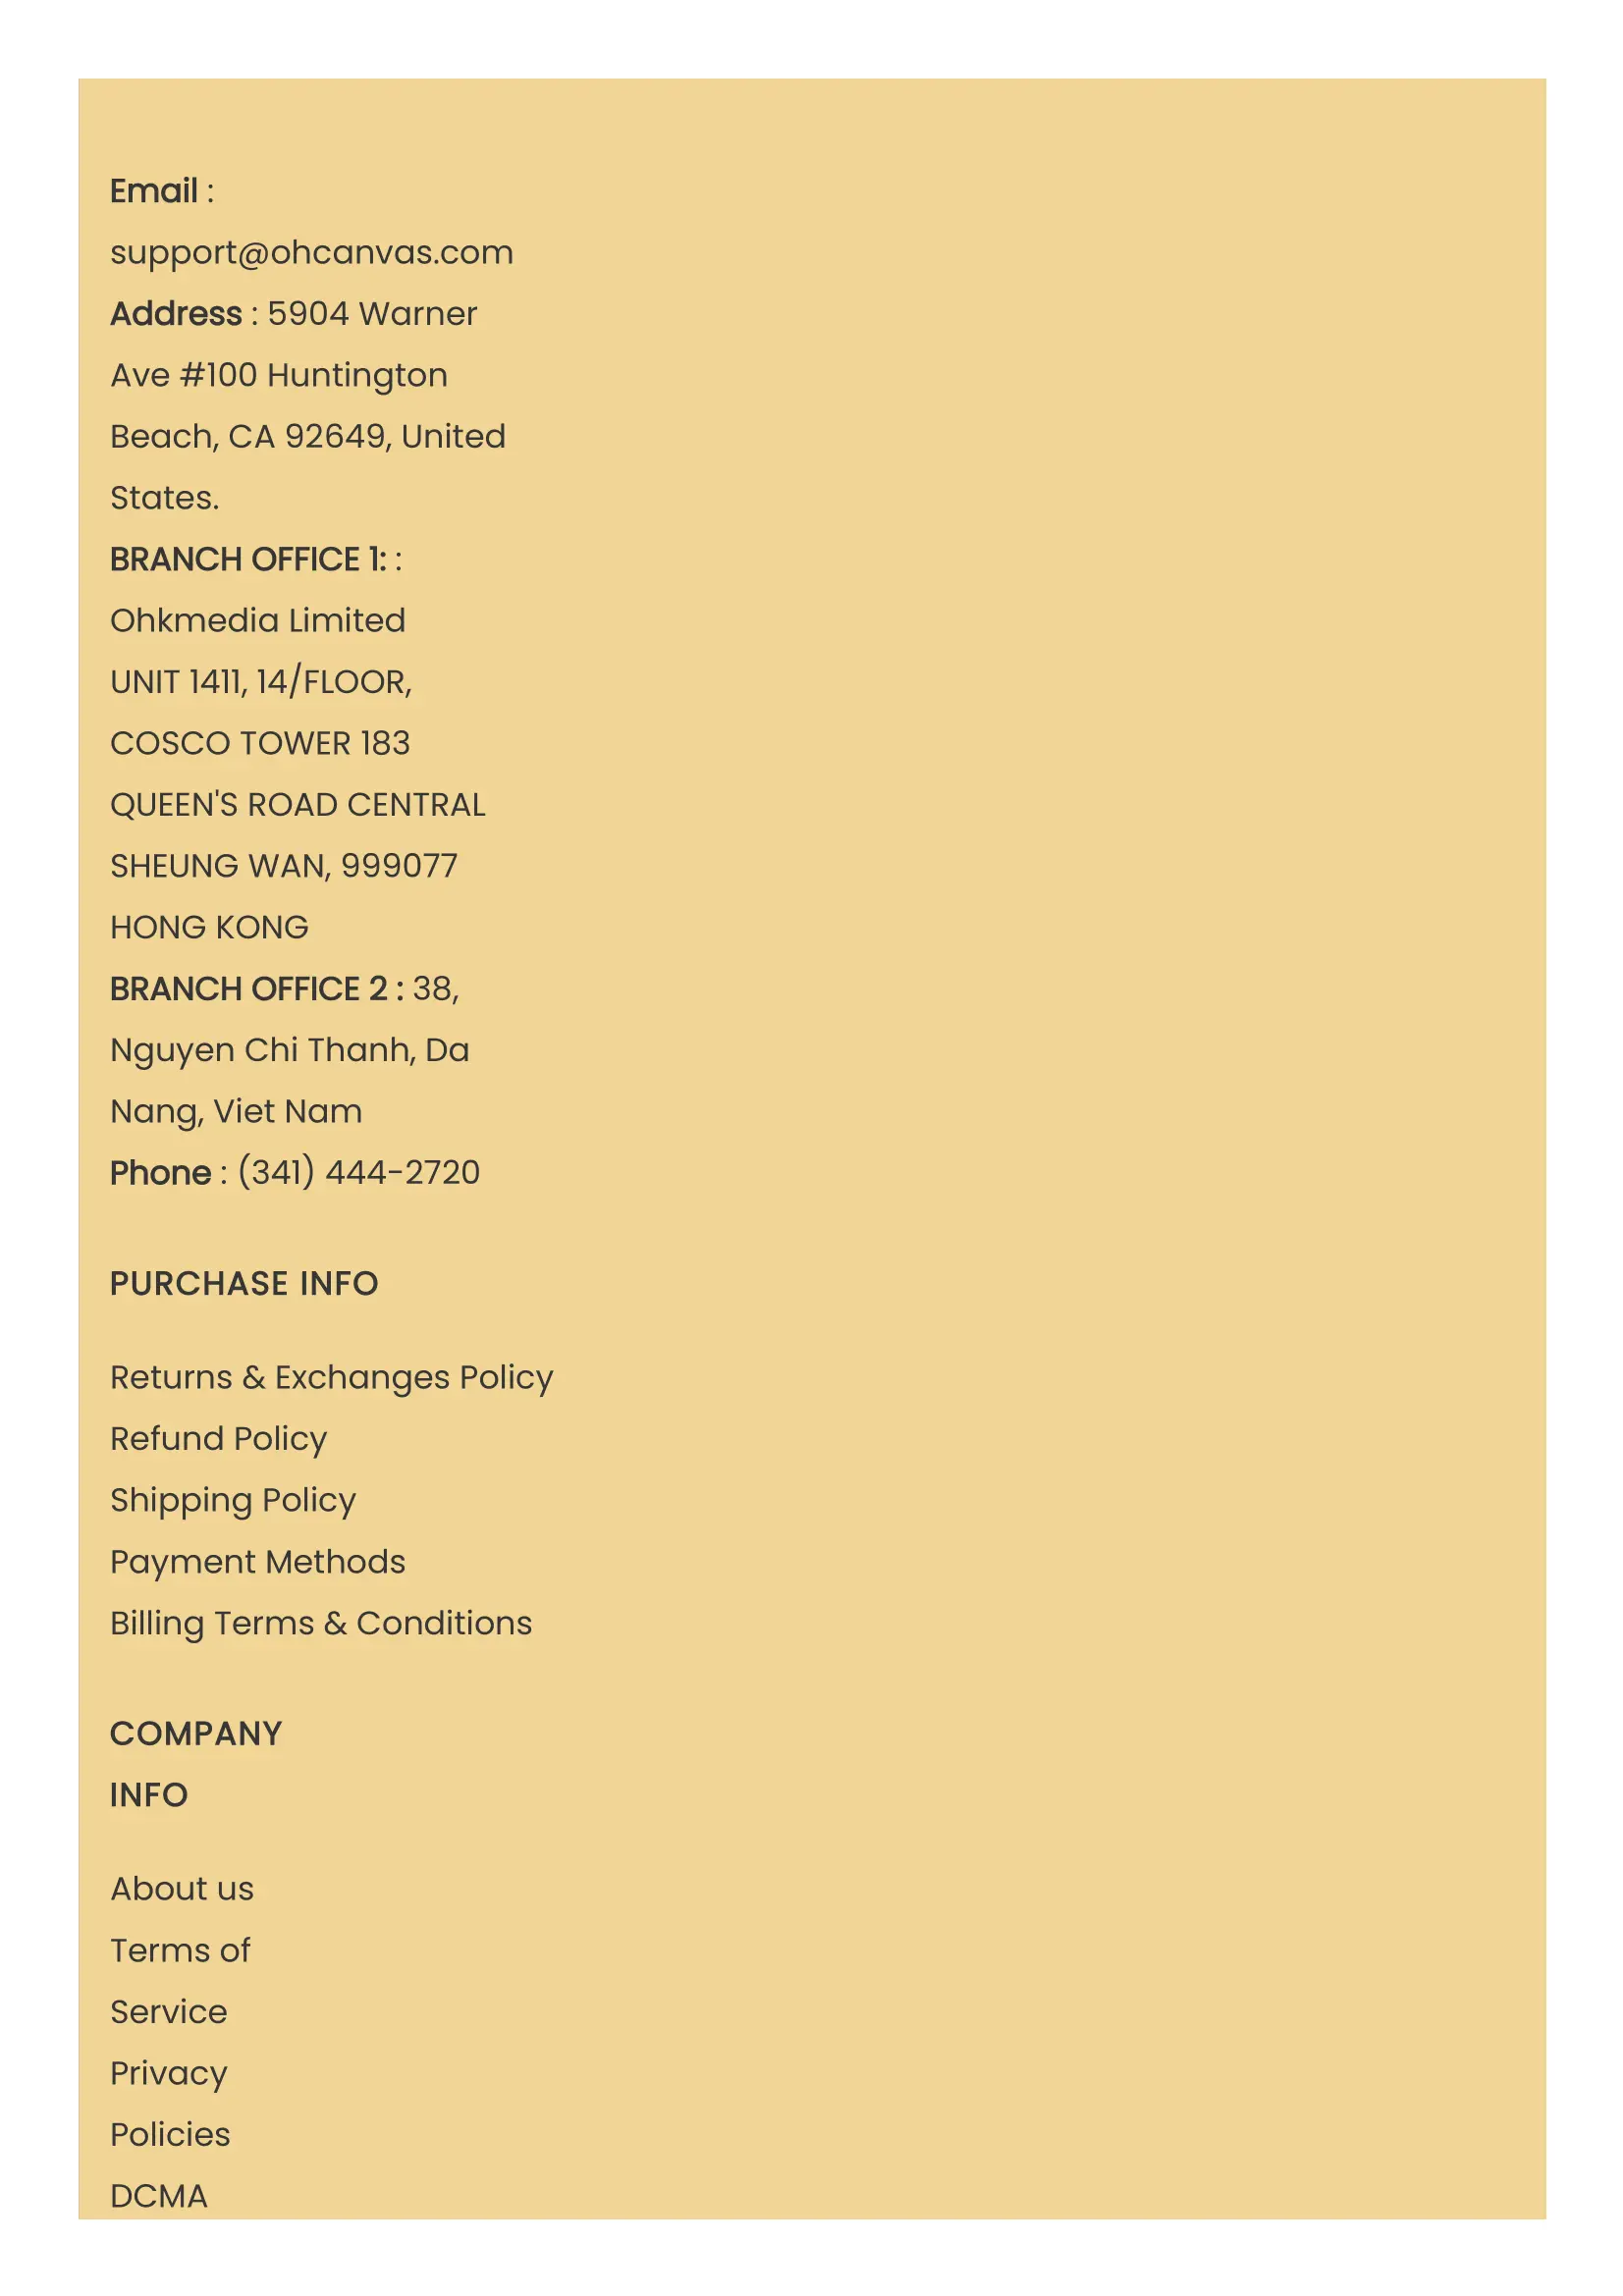 Email :
support@ohcanvas.com
Address : 5904 Warner
Ave #100 Huntington
Beach, CA 92649, United
States.
BRANCH OFFICE 1: :
Ohkmedia Limited
UNIT 1411, 14/FLOOR,
COSCO TOWER 183
QUEEN'S ROAD CENTRAL
SHEUNG WAN, 999077
HONG KONG
BRANCH OFFICE 2 : 38,
Nguyen Chi Thanh, Da
Nang, Viet Nam
Phone : (341) 444-2720
PURCHASE INFO
Returns & Exchanges Policy
Refund Policy
Shipping Policy
Payment Methods
Billing Terms & Conditions
COMPANY
INFO
About us
Terms of
Service
Privacy
Policies
DCMA